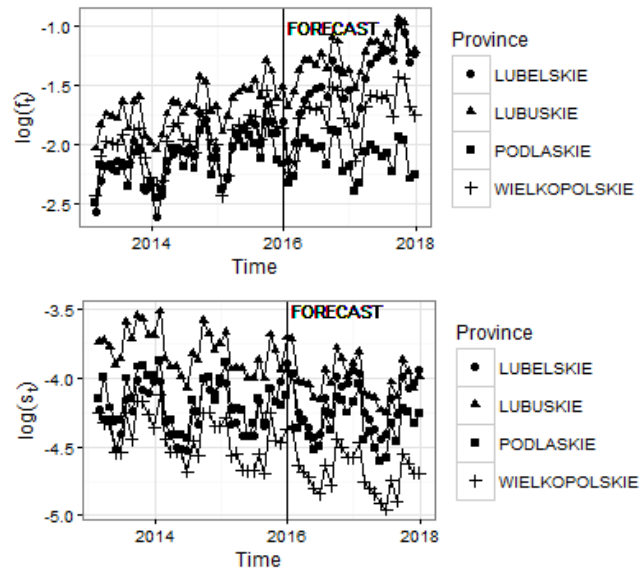 FORECAST
-1.0
-1.5
-2.0
-2.5
log(fₜ)
2014 2016 2018
Time
Province
LUBELSKIE
LUBUSKIE
PODLASKIE
WIELKOPOLSKIE
FORECAST
-3.5
-4.0
-4.5
-5.0
log(sₜ)
2014 2016 2018
Time
Province
LUBELSKIE
LUBUSKIE
PODLASKIE
WIELKOPOLSKIE